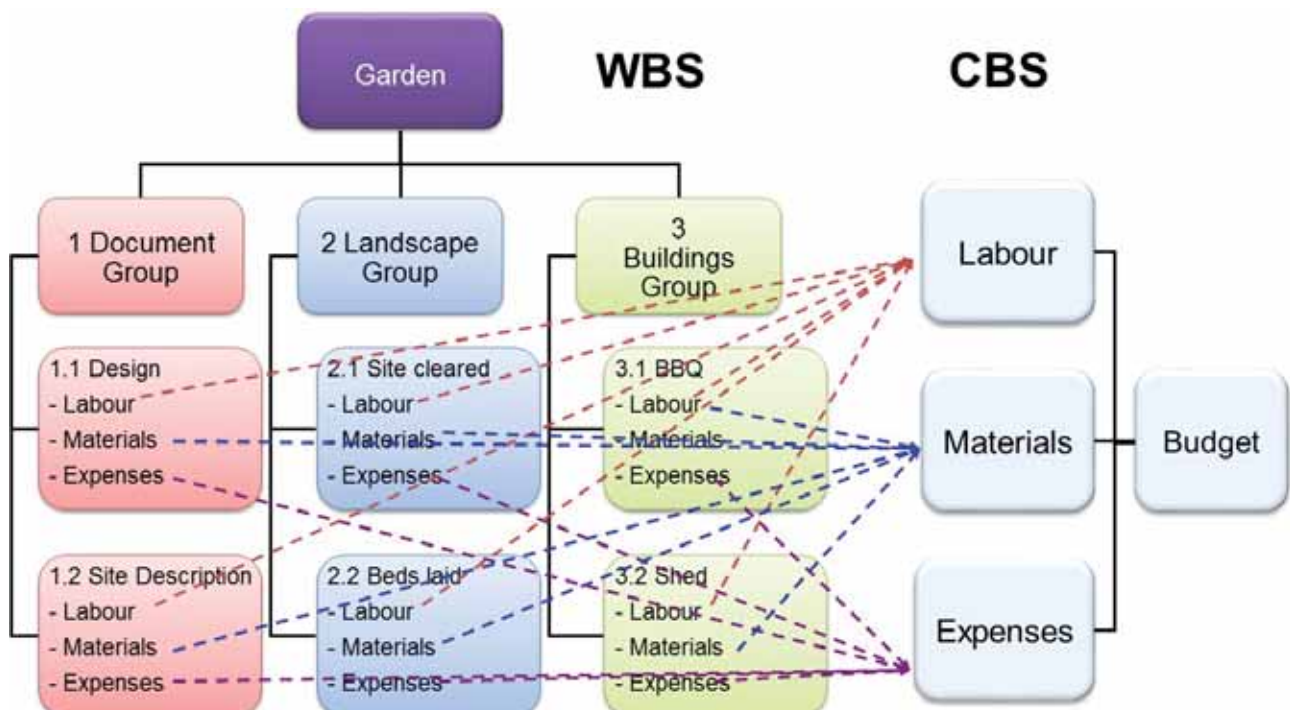 Garden
WBS
CBS
1 Document
Group
2 Landscape
Group
3
Buildings
Group
1.1 Design
- Labour
- Materials
- Expenses
2.1 Site cleared
- Labour
- Materials
- Expenses
3.1 BBQ
- Labour
- Materials
- Expenses
1.2 Site Description
- Labour
- Materials
- Expenses
2.2 Beds laid
- Labour
- Materials
- Expenses
3.2 Shed
- Labour
- Materials
- Expenses
Labour
Materials
Expenses
Budget